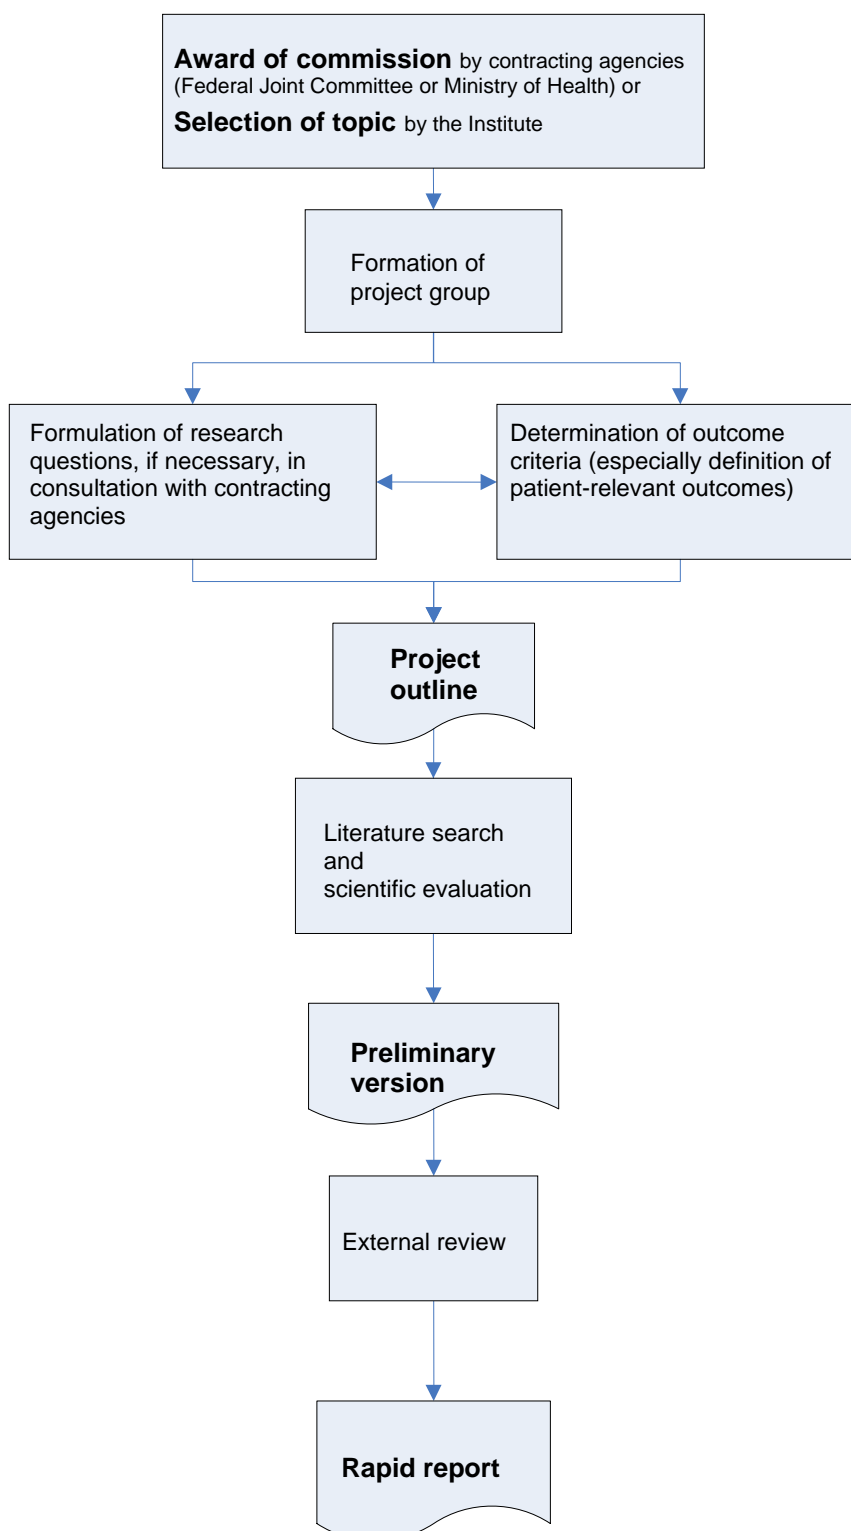 Award of commission by contracting agencies
(Federal Joint Committee or Ministry of Health) or
Selection of topic by the Institute
Formation of
project group
Formulation of research
questions, if necessary, in
consultation with contracting
agencies
Determination of outcome
criteria (especially definition of
patient-relevant outcomes)
Project
outline
Literature search
and
scientific evaluation
Preliminary
version
External review
Rapid report